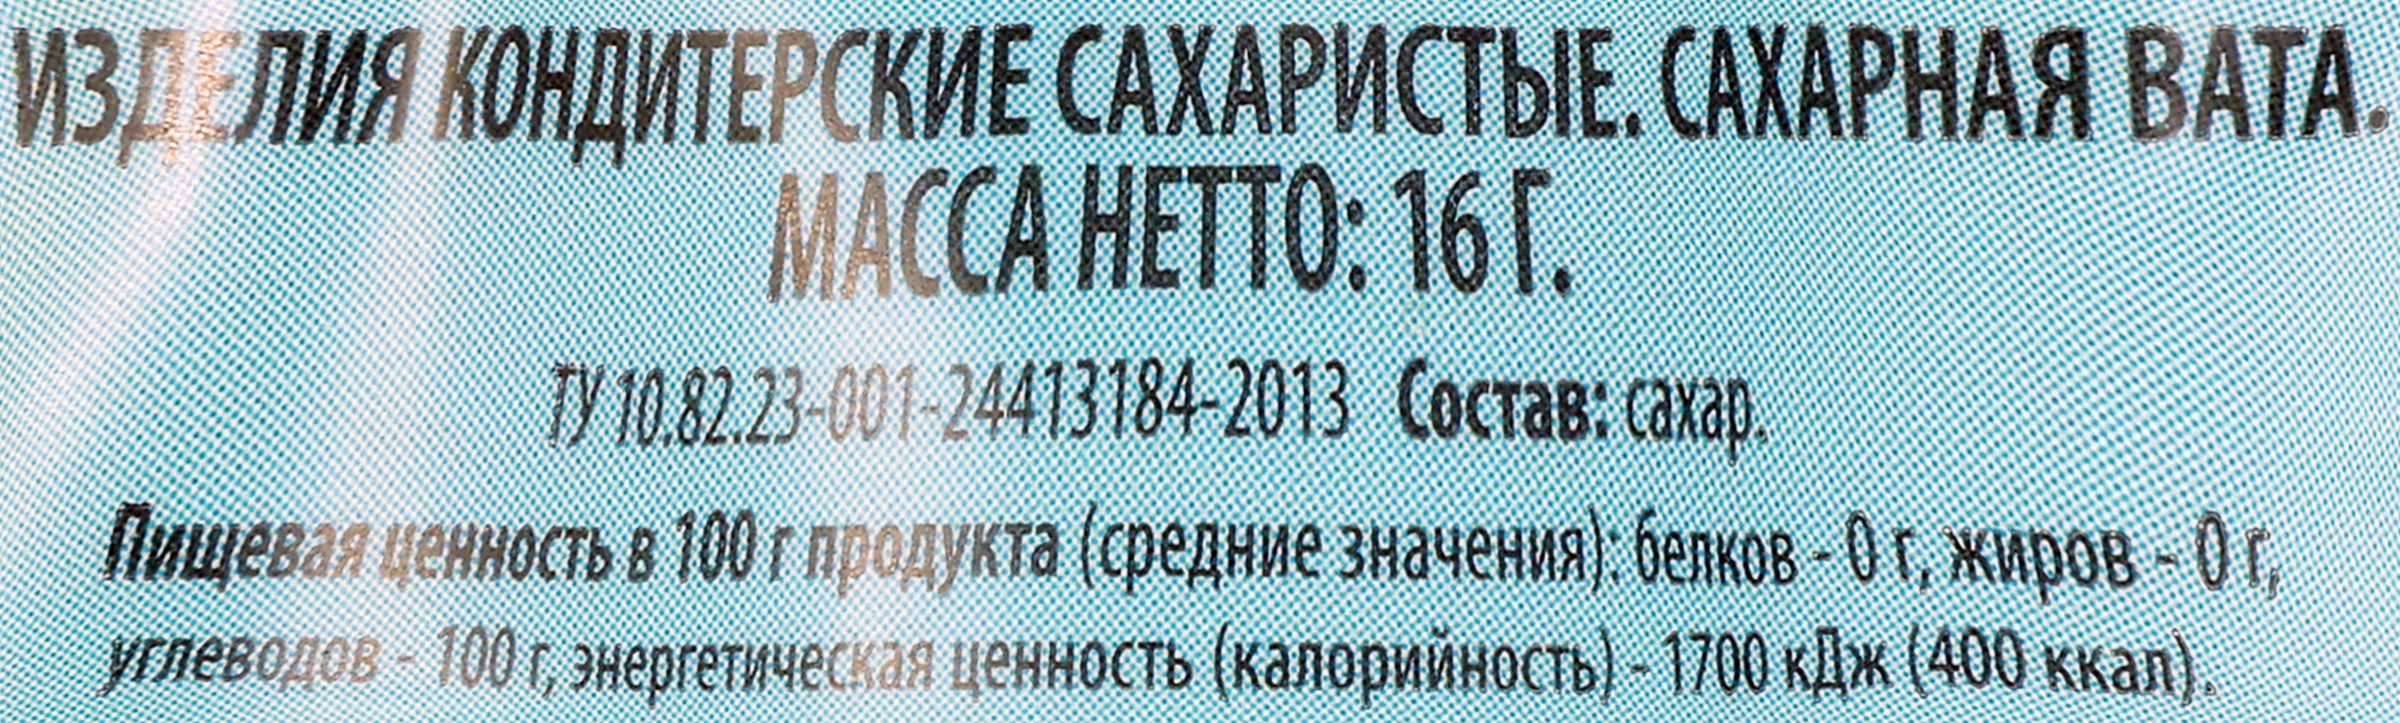 ИЗДЕЛИЯ КОНДИТЕРСКИЕ САХАРИСТЫЕ. САХАРНАЯ ВАТА.
МАССА НЕТТО: 16 Г.
ТУ 10.82.23-001-24413184-2013 Состав: сахар.
Пищевая ценность в 100 г продукта (средние значения): белков - 0 г, жиров - 0 г,
углеводов - 100 г, энергетическая ценность (калорийность) - 1700 кДж (400 ккал).